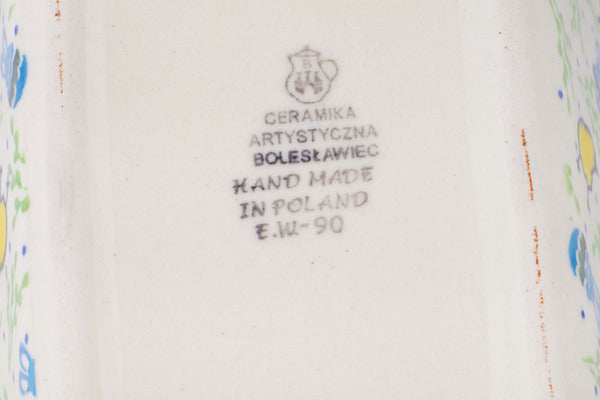 B
CERAMIKA
ARTYSTYCZNA
BOLESŁAWIEC
HAND MADE
IN POLAND
E.W.-90